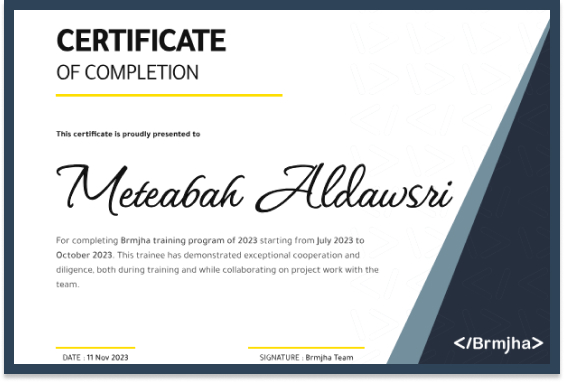 CERTIFICATE
OF COMPLETION
This certificate is proudly presented to
Meteabah Aldawsri
For completing Brmjha training program of 2023 starting from July 2023 to
October 2023. This trainee has demonstrated exceptional cooperation and
diligence, both during training and while collaborating on project work with the
team.
DATE : 11 Nov 2023
SIGNATURE : Brmjha Team
</Brmjha>